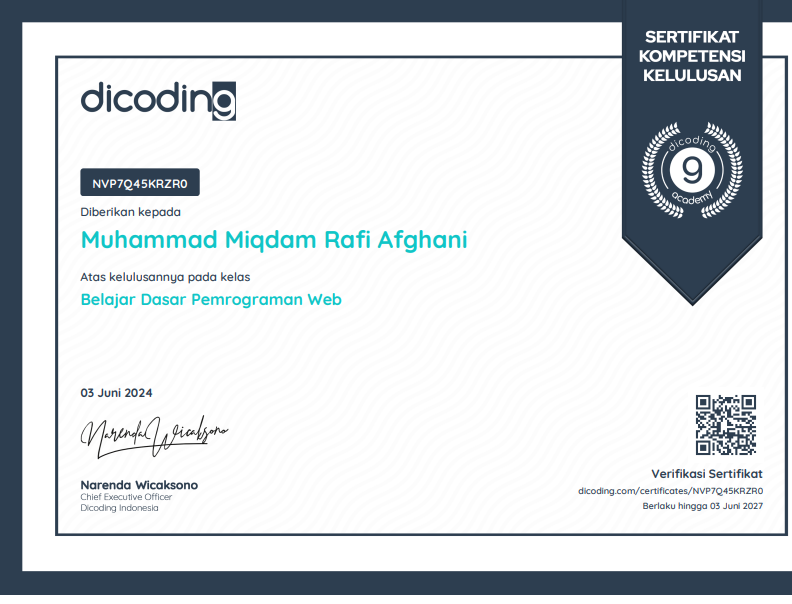 SERTIFIKAT
KOMPETENSI
KELULUSAN
dicoding
dicoding
9
academy
NVP7Q45KRZR0
Diberikan kepada
Muhammad Miqdam Rafi Afghani
Atas kelulusannya pada kelas
Belajar Dasar Pemrograman Web
03 Juni 2024
Narenda Wicaksono
Narenda Wicaksono
Chief Executive Officer
Dicoding Indonesia
Verifikasi Sertifikat
dicoding.com/certificates/NVP7Q45KRZR0
Berlaku hingga 03 Juni 2027